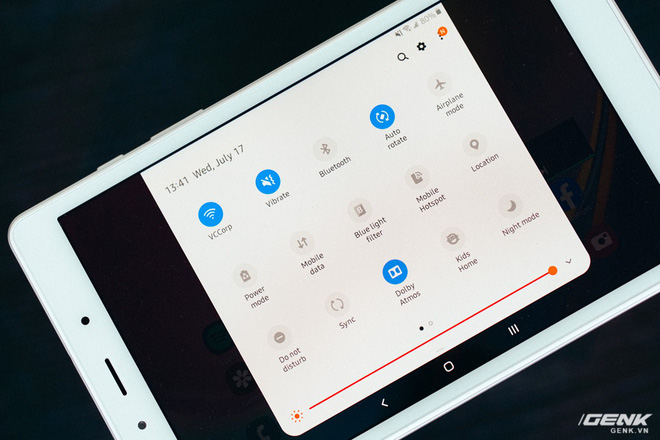 80%
13:41 Wed, July 17
VCCorp
Vibrate
Bluetooth
Auto
rotate
Airplane
mode
Power
mode
Mobile
data
Blue light
filter
Mobile
Hotspot
Location
Do not
disturb
Sync
Dolby
Atmos
Kids
Home
Night mode
/GENK
GENK.VN